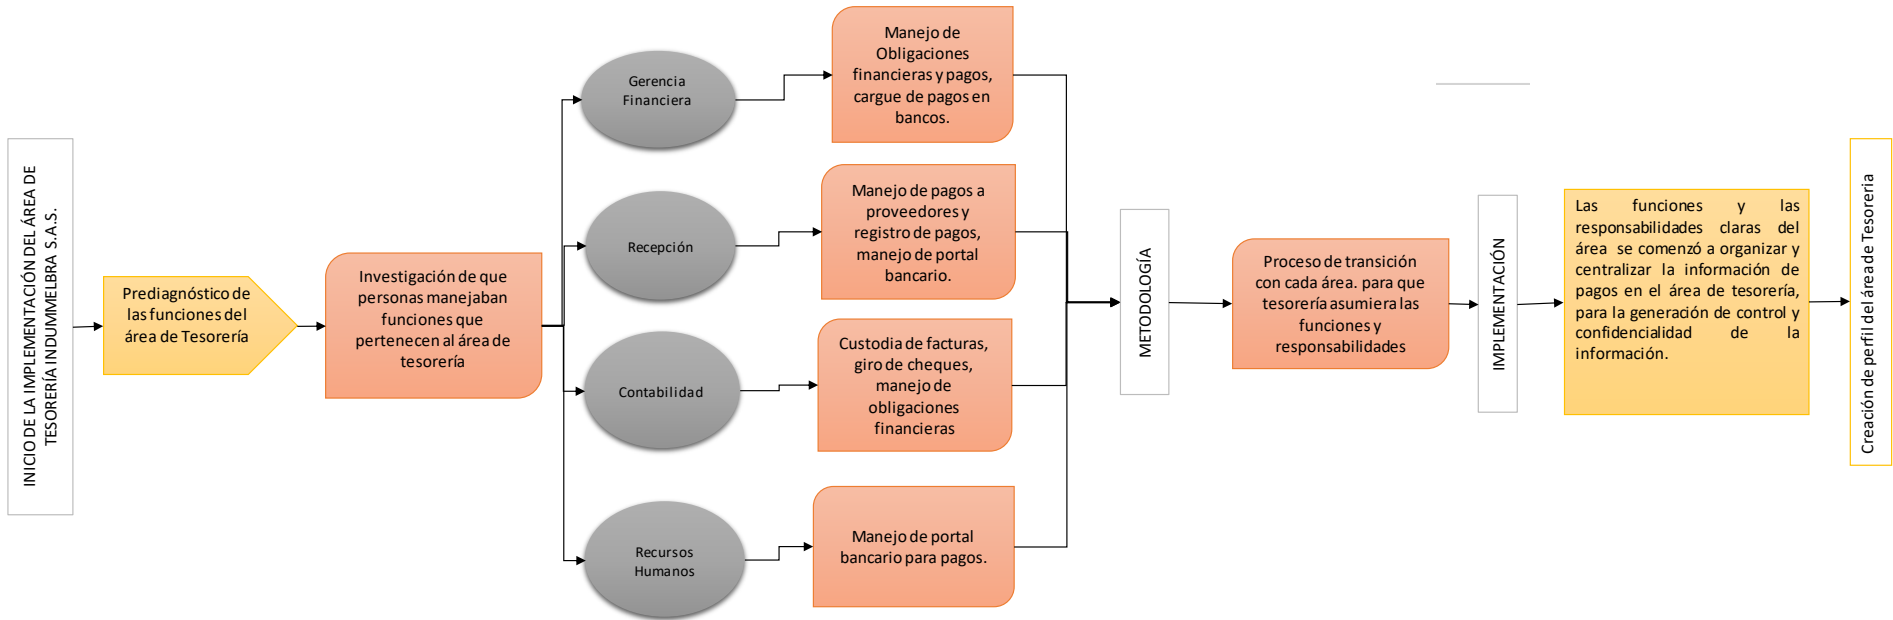 INICIO DE LA IMPLEMENTACIÓN DEL ÁREA DE
TESORERÍA INDUMMELBRA S.A.S.
Prediagnóstico de
las funciones del
área de Tesorería
Investigación de que
personas manejaban
funciones que
pertenecen al área de
tesorería
Gerencia
Financiera
Manejo de
Obligaciones
financieras y pagos,
cargue de pagos en
bancos.
Recepción
Manejo de pagos a
proveedores y
registro de pagos,
manejo de portal
bancario.
Contabilidad
Custodia de facturas,
giro de cheques,
manejo de
obligaciones
financieras
Recursos
Humanos
Manejo de portal
bancario para pagos.
METODOLOGÍA
Proceso de transición
con cada área. para que
tesorería asumiera las
funciones y
responsabilidades
IMPLEMENTACIÓN
Las funciones y las
responsabilidades claras del
área se comenzó a organizar y
centralizar la información de
pagos en el área de tesorería,
para la generación de control y
confidencialidad de la
información.
Creación de perfil del área de Tesoreria